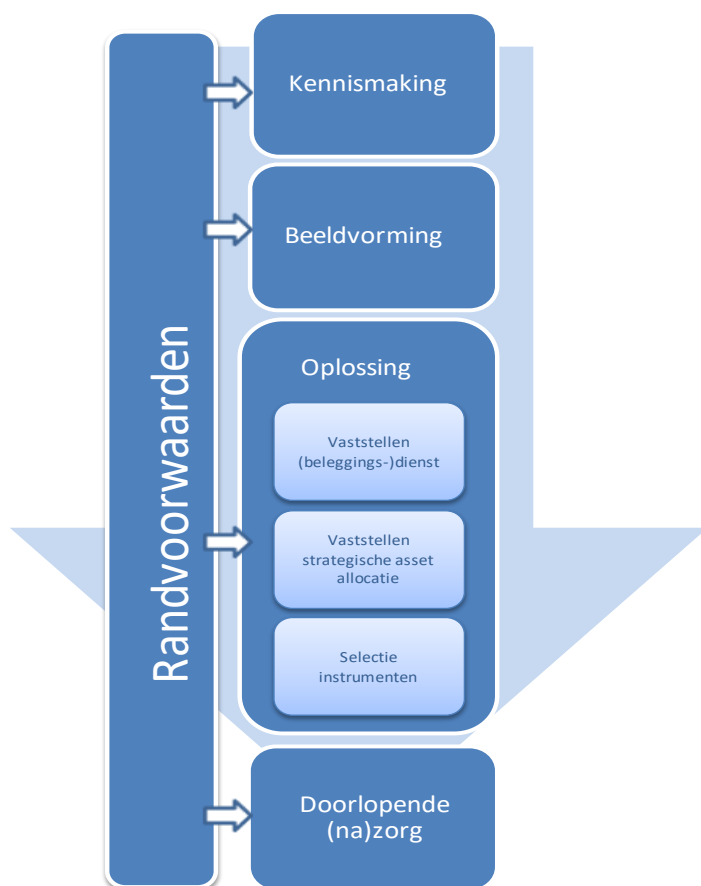 Randvoorwaarden
Kennismaking
Beeldvorming
Oplossing
Vaststellen
(beleggings-)dienst
Vaststellen
strategische asset
allocatie
Selectie
instrumenten
Doorlopende
(na)zorg